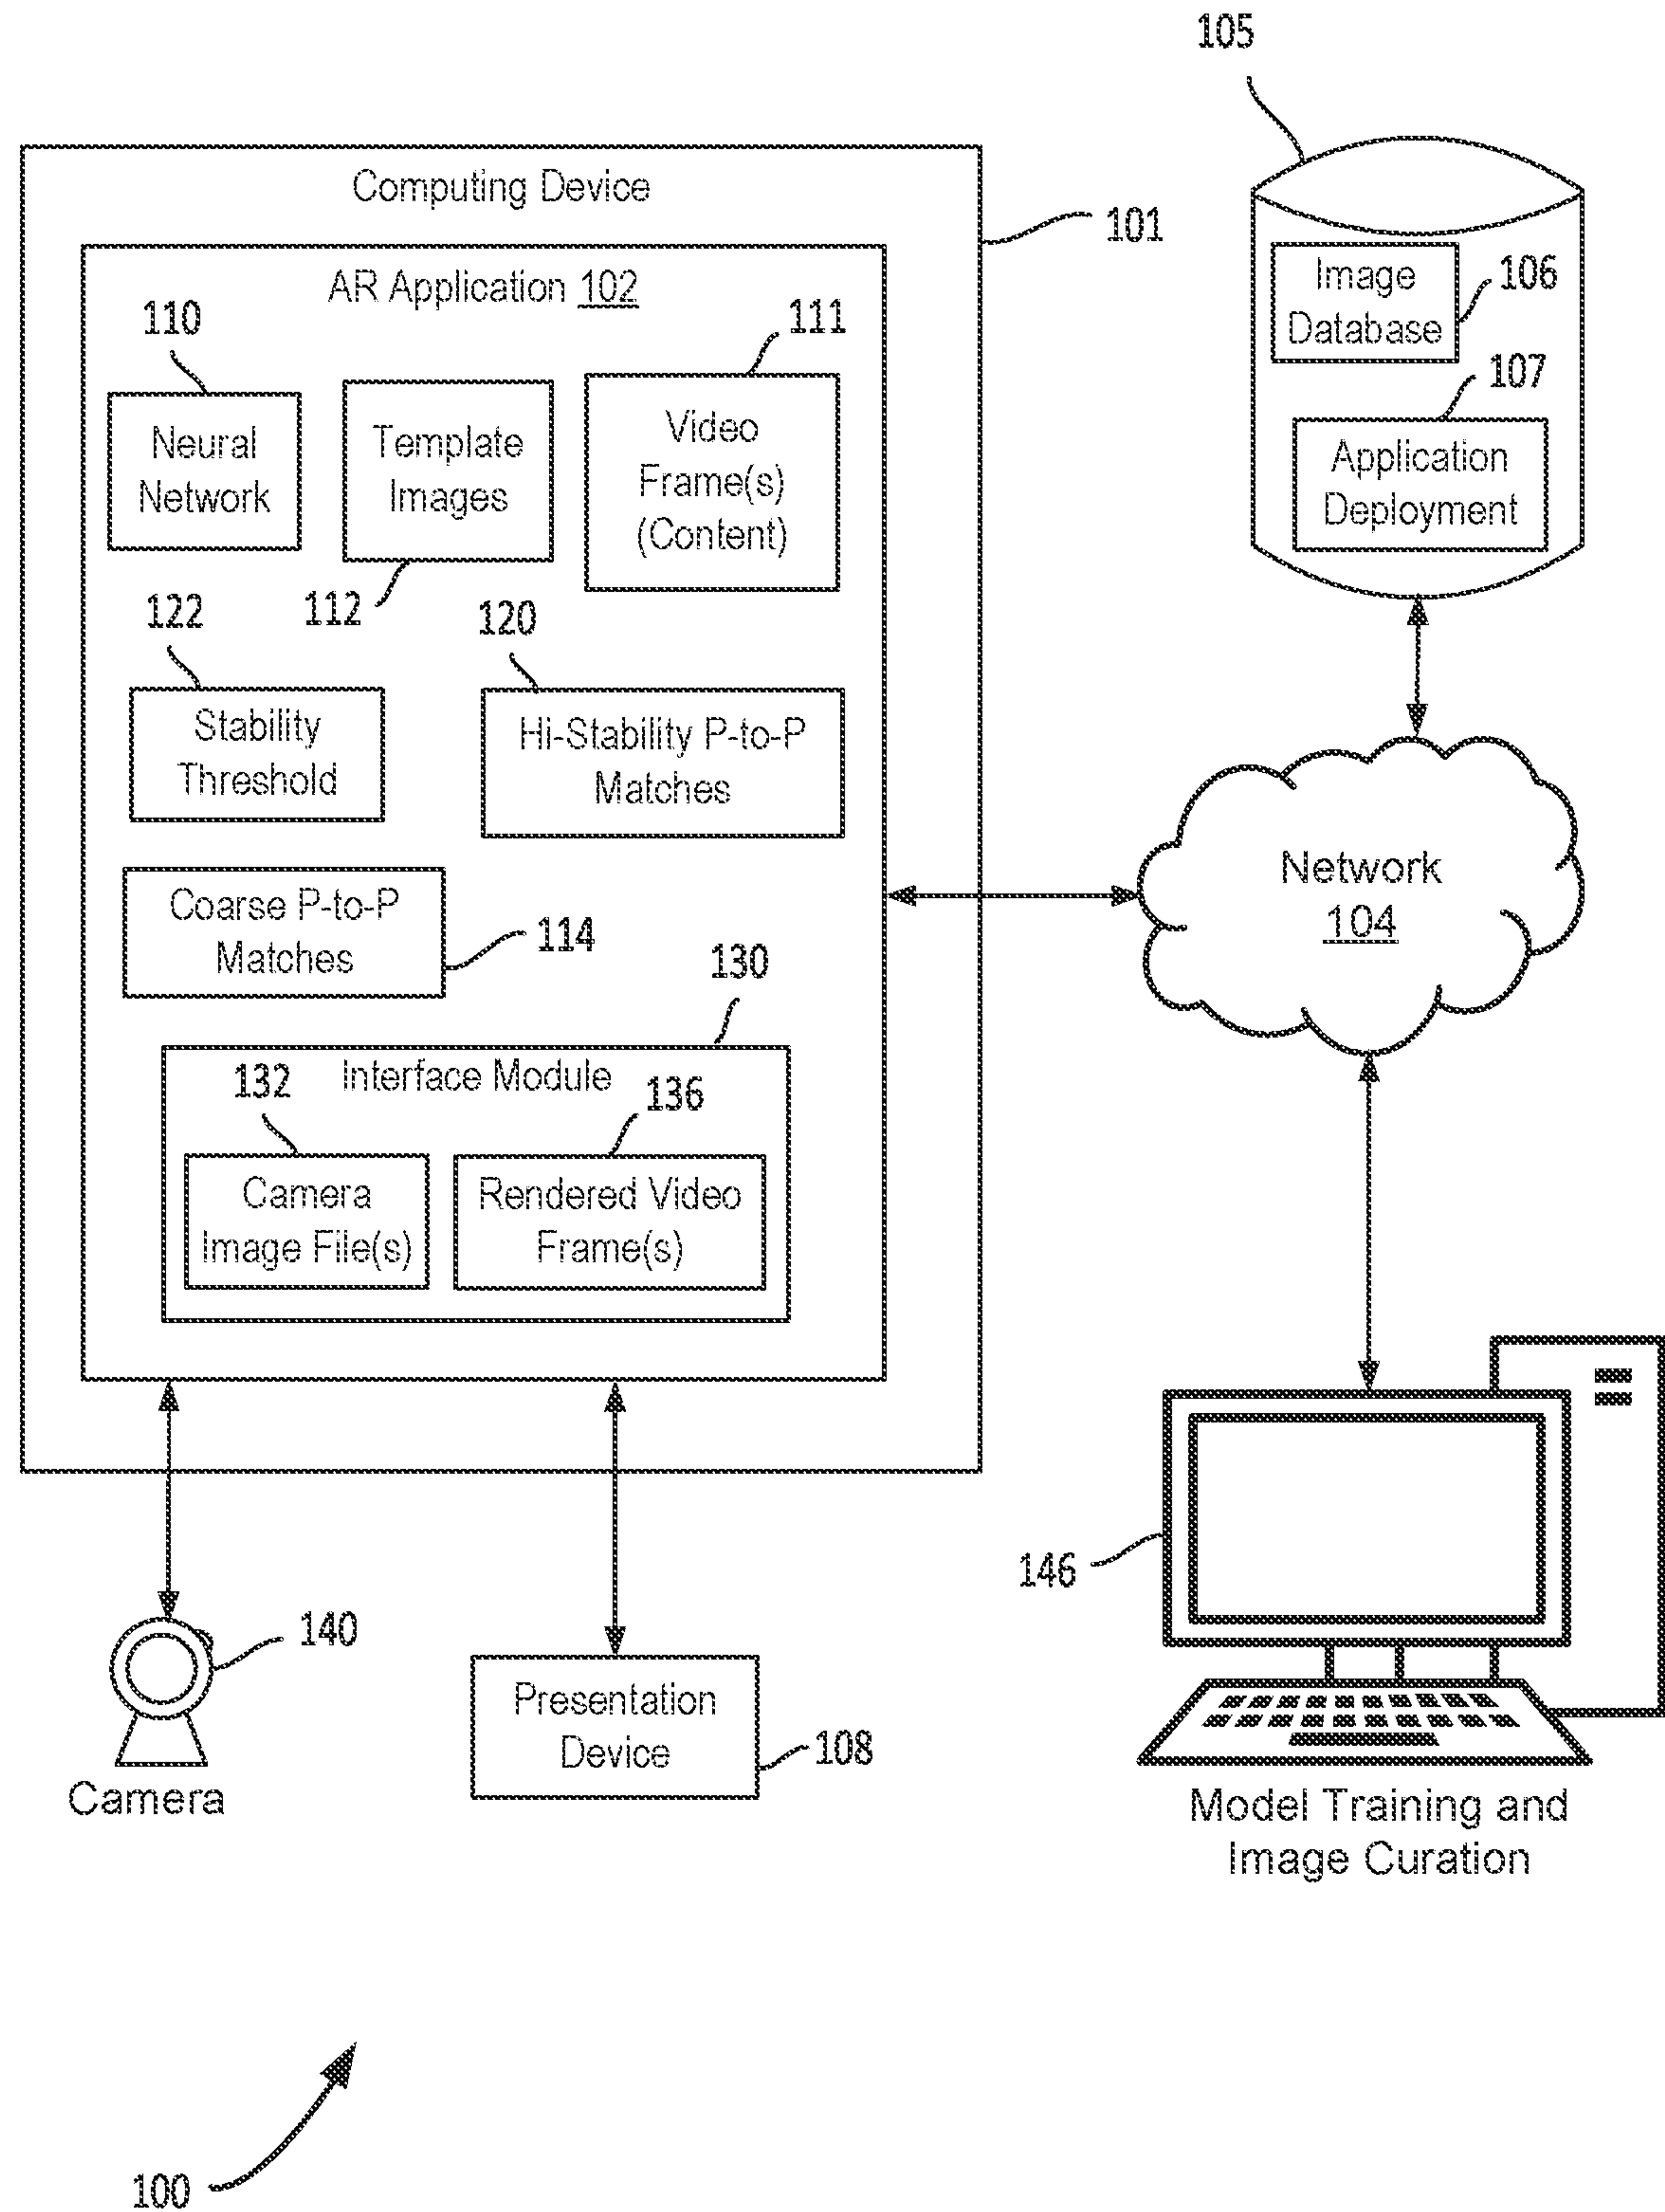 105
Computing Device
101
AR Application 102
110
111
Neural
Network
Template
Images
Video
Frame(s)
(Content)
112
122
120
Stability
Threshold
Hi-Stability P-to-P
Matches
Coarse P-to-P
Matches
114
130
Interface Module
132
136
Camera
Image File(s)
Rendered Video
Frame(s)
Image
Database
106
107
Application
Deployment
Network
104
146
Model Training and
Image Curation
140
Camera
Presentation
Device
108
100